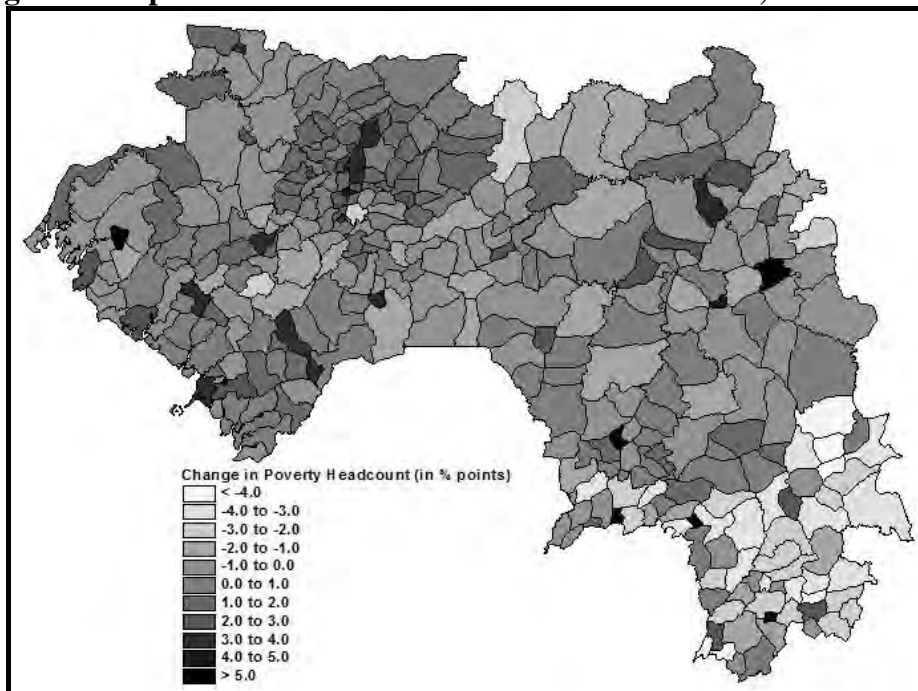 Change in Poverty Headcount (in % points)
< -4.0
-4.0 to -3.0
-3.0 to -2.0
-2.0 to -1.0
-1.0 to 0.0
0.0 to 1.0
1.0 to 2.0
2.0 to 3.0
3.0 to 4.0
4.0 to 5.0
> 5.0